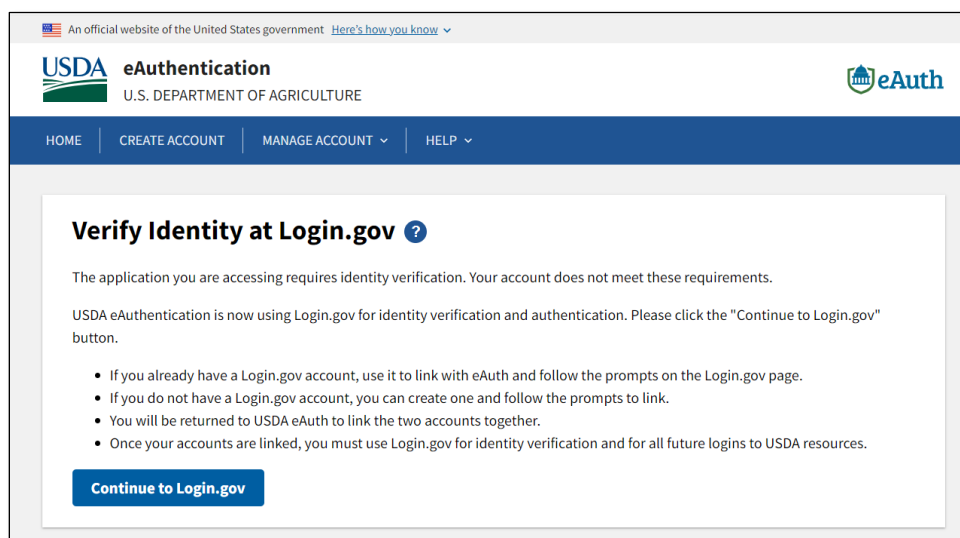 An official website of the United States government Here's how you know
USDA eAuthentication
U.S. DEPARTMENT OF AGRICULTURE
eAuth
HOME CREATE ACCOUNT MANAGE ACCOUNT HELP
Verify Identity at Login.gov ?
The application you are accessing requires identity verification. Your account does not meet these requirements.
USDA eAuthentication is now using Login.gov for identity verification and authentication. Please click the "Continue to Login.gov"
button.
• If you already have a Login.gov account, use it to link with eAuth and follow the prompts on the Login.gov page.
• If you do not have a Login.gov account, you can create one and follow the prompts to link.
• You will be returned to USDA eAuth to link the two accounts together.
• Once your accounts are linked, you must use Login.gov for identity verification and for all future logins to USDA resources.
Continue to Login.gov